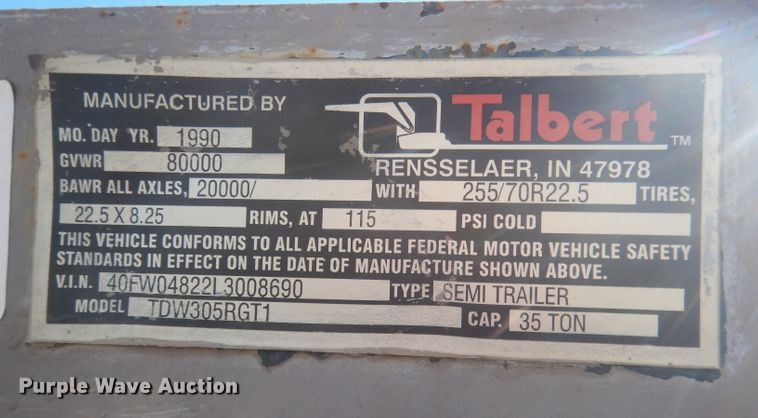 MANUFACTURED BY Talbert ™
MO. DAY YR. 1990
GVWR 80000 RENSSELAER, IN 47978
BAWR ALL AXLES, 20000/ WITH 255/70R22.5 TIRES,
22.5 X 8.25 RIMS, AT 115 PSI COLD
THIS VEHICLE CONFORMS TO ALL APPLICABLE FEDERAL MOTOR VEHICLE SAFETY
STANDARDS IN EFFECT ON THE DATE OF MANUFACTURE SHOWN ABOVE.
V.I.N. 40FW04822L3008690 TYPE SEMI TRAILER
MODEL TDW305RGT1 CAP. 35 TON
Purple Wave Auction